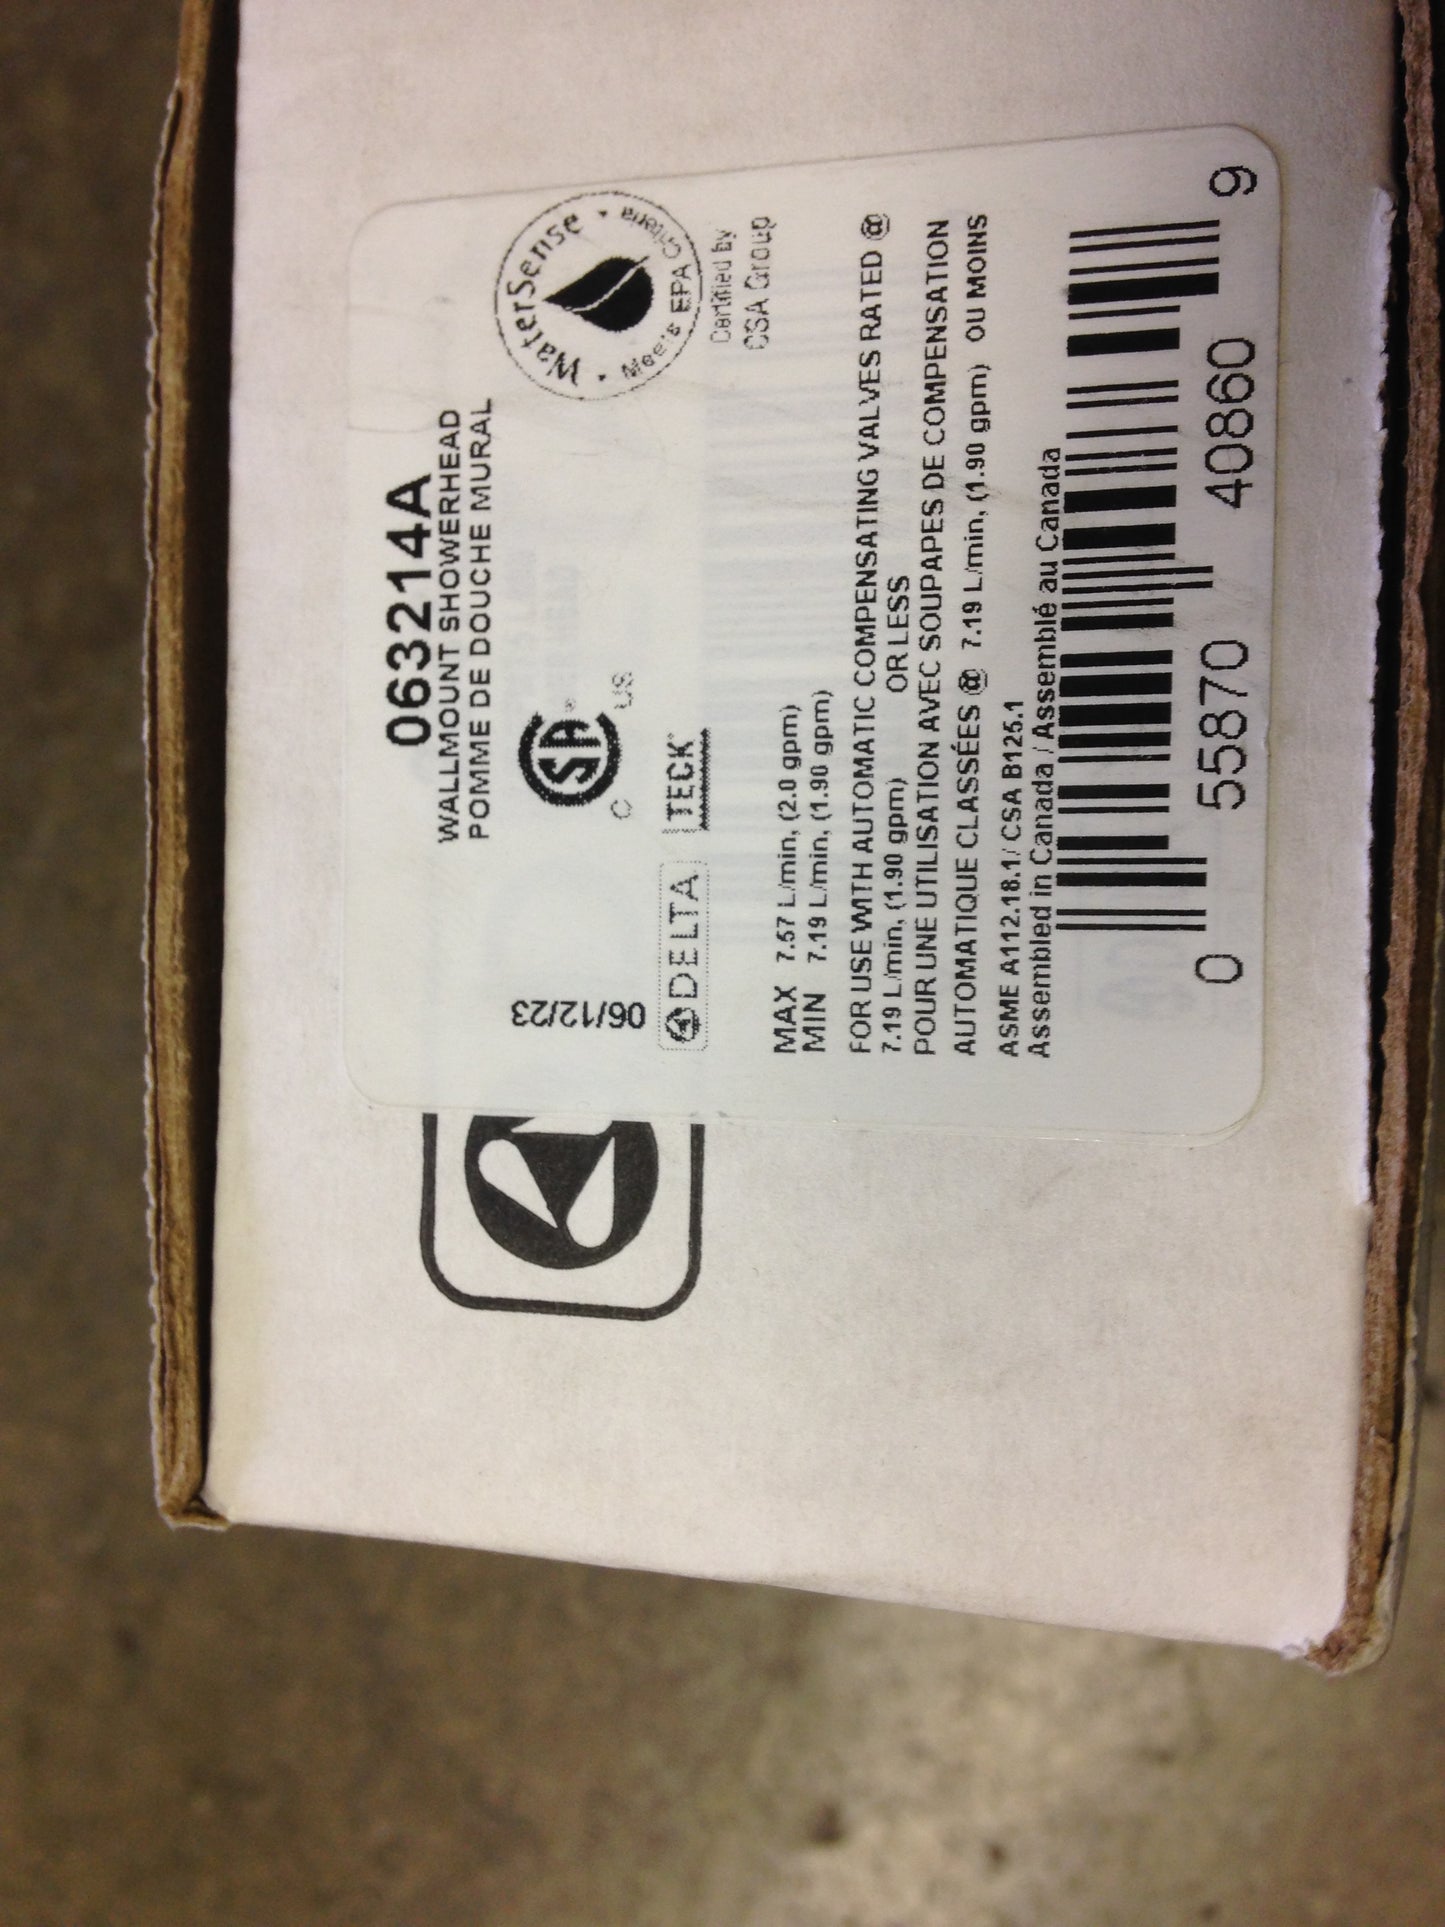 063214A
WALLMOUNT SHOWERHEAD
POMME DE DOUCHE MURAL
06/12/23
CSA ®
C US
WaterSense
Meets EPA Criteria
Certified by
CSA Group
DELTA TECK
MAX 7.57 L/min, (2.0 gpm)
MIN 7.19 L/min, (1.90 gpm)
FOR USE WITH AUTOMATIC COMPENSATING VALVES RATED @
7.19 L/min, (1.90 gpm) OR LESS
POUR UNE UTILISATION AVEC SOUPAPES DE COMPENSATION
AUTOMATIQUE CLASSÉES @ 7.19 L/min, (1.90 gpm) OU MOINS
ASME A112.18.1/ CSA B125.1
Assembled in Canada / Assemblé au Canada
0 55870 40860 9